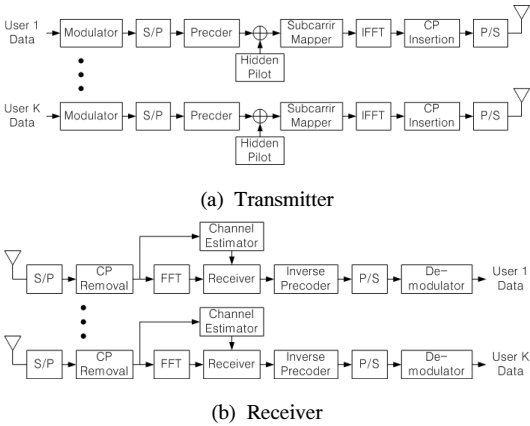 User 1 Data
Modulator
S/P
Precder
Hidden Pilot
Subcarrir Mapper
IFFT
CP Insertion
P/S
User K Data
Modulator
S/P
Precder
Hidden Pilot
Subcarrir Mapper
IFFT
CP Insertion
P/S
(a) Transmitter
S/P
CP Removal
FFT
Channel Estimator
Receiver
Inverse Precoder
P/S
De-modulator
User 1 Data
S/P
CP Removal
FFT
Channel Estimator
Receiver
Inverse Precoder
P/S
De-modulator
User K Data
(b) Receiver